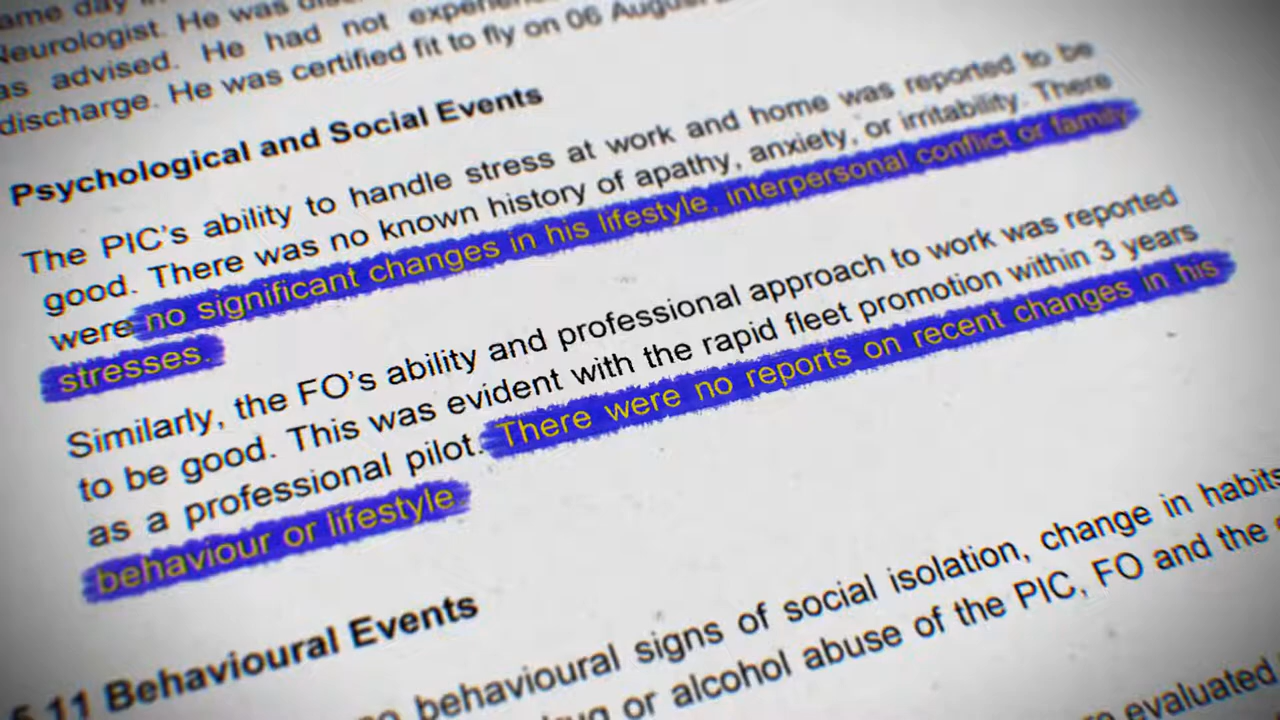 ame day in
Neurologist. He was
as advised. He had not
discharge. He was certified fit to fly on 06 August
Psychological and Social Events
The PIC's ability to handle stress at work and home was reported to be
good. There was no known history of apathy, anxiety, or irritability. There
were no significant changes in his lifestyle, interpersonal conflict or family
stresses.
Similarly, the FO's ability and professional approach to work was reported
to be good. This was evident with the rapid fleet promotion within 3 years
as a professional pilot. There were no reports on recent changes in his
behaviour or lifestyle.
5.11 Behavioural Events
behavioural signs of social isolation, change in habits
or alcohol abuse of the PIC, FO and the
evaluated